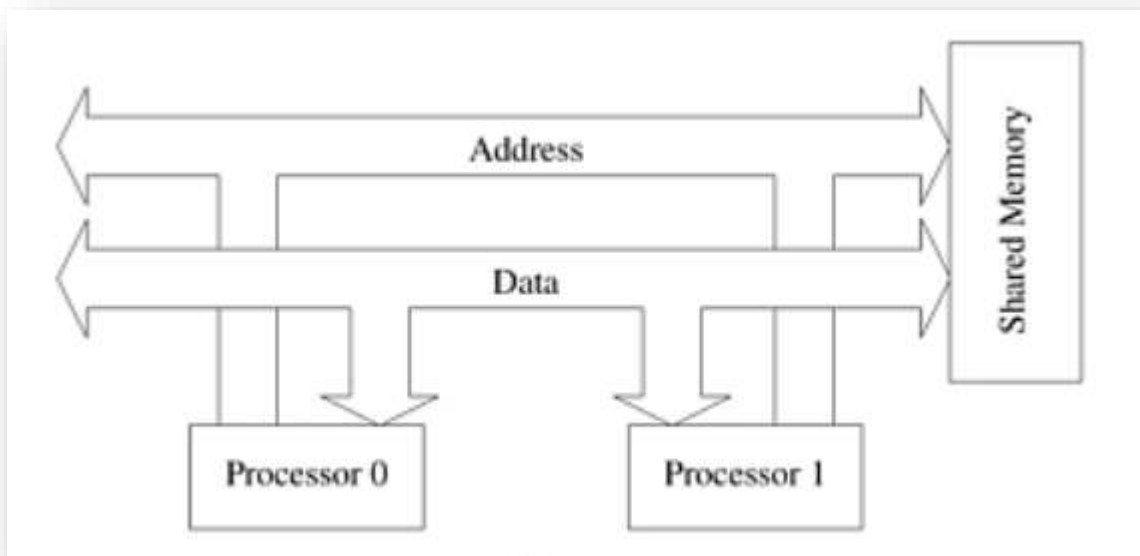 Address
Data
Shared Memory
Processor 0
Processor 1